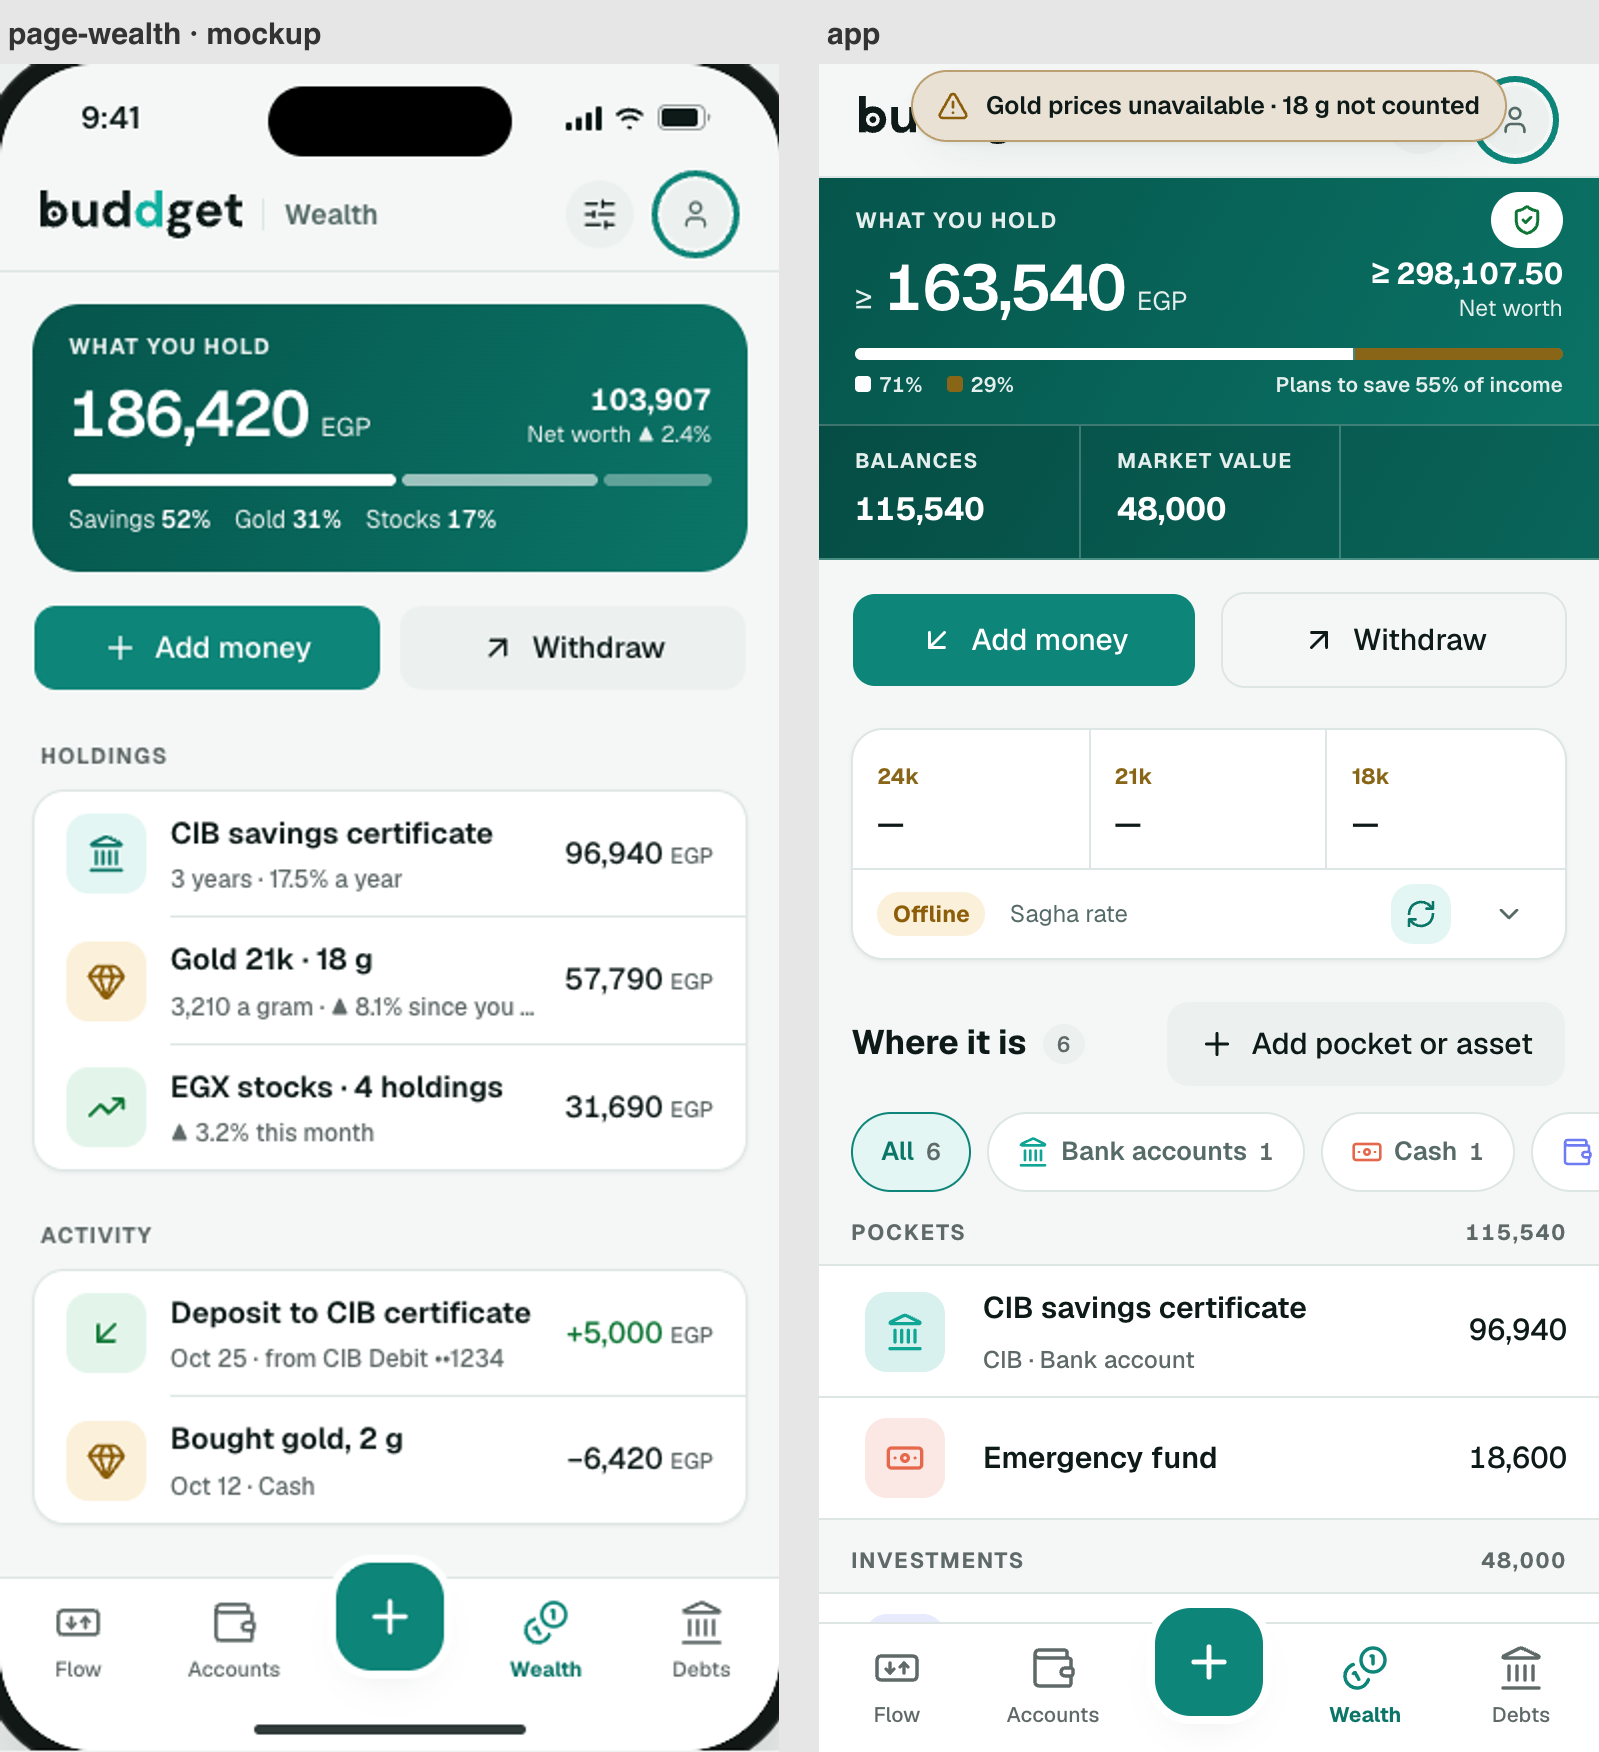 page-wealth · mockup
9:41
buddget
Wealth
WHAT YOU HOLD
186,420 EGP
103,907
Net worth ▲ 2.4%
Savings 52% Gold 31% Stocks 17%
+ Add money
Withdraw
HOLDINGS
CIB savings certificate
3 years · 17.5% a year
96,940 EGP
Gold 21k · 18 g
3,210 a gram · ▲ 8.1% since you ...
57,790 EGP
EGX stocks · 4 holdings
▲ 3.2% this month
31,690 EGP
ACTIVITY
Deposit to CIB certificate
Oct 25 · from CIB Debit ••1234
+5,000 EGP
Bought gold, 2 g
Oct 12 · Cash
−6,420 EGP
Flow
Accounts
Wealth
Debts
app
bu
Gold prices unavailable · 18 g not counted
WHAT YOU HOLD
≥ 163,540 EGP
≥ 298,107.50
Net worth
71% 29%
Plans to save 55% of income
BALANCES
115,540
MARKET VALUE
48,000
Add money
Withdraw
24k
—
21k
—
18k
—
Offline
Sagha rate
Where it is 6
+ Add pocket or asset
All 6
Bank accounts 1
Cash 1
POCKETS
115,540
CIB savings certificate
CIB · Bank account
96,940
Emergency fund
18,600
INVESTMENTS
48,000
Flow
Accounts
Wealth
Debts